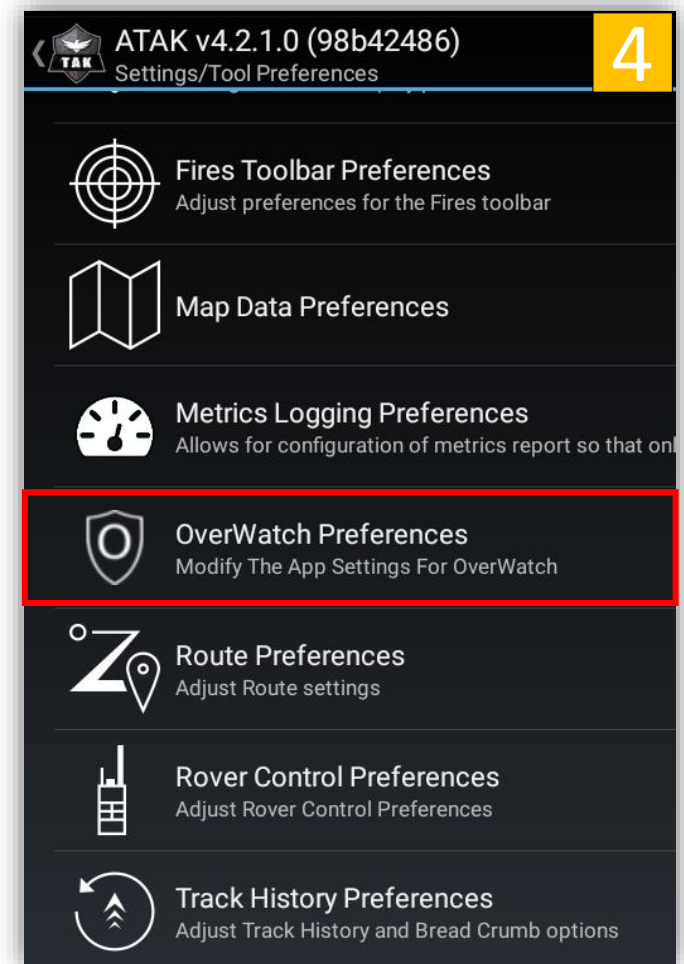 ATAK v4.2.1.0 (98b42486)
4
TAK
Settings/Tool Preferences
Fires Toolbar Preferences
Adjust preferences for the Fires toolbar
Map Data Preferences
Metrics Logging Preferences
Allows for configuration of metrics report so that onl
O
OverWatch Preferences
Modify The App Settings For OverWatch
Route Preferences
Adjust Route settings
Rover Control Preferences
Adjust Rover Control Preferences
Track History Preferences
Adjust Track History and Bread Crumb options